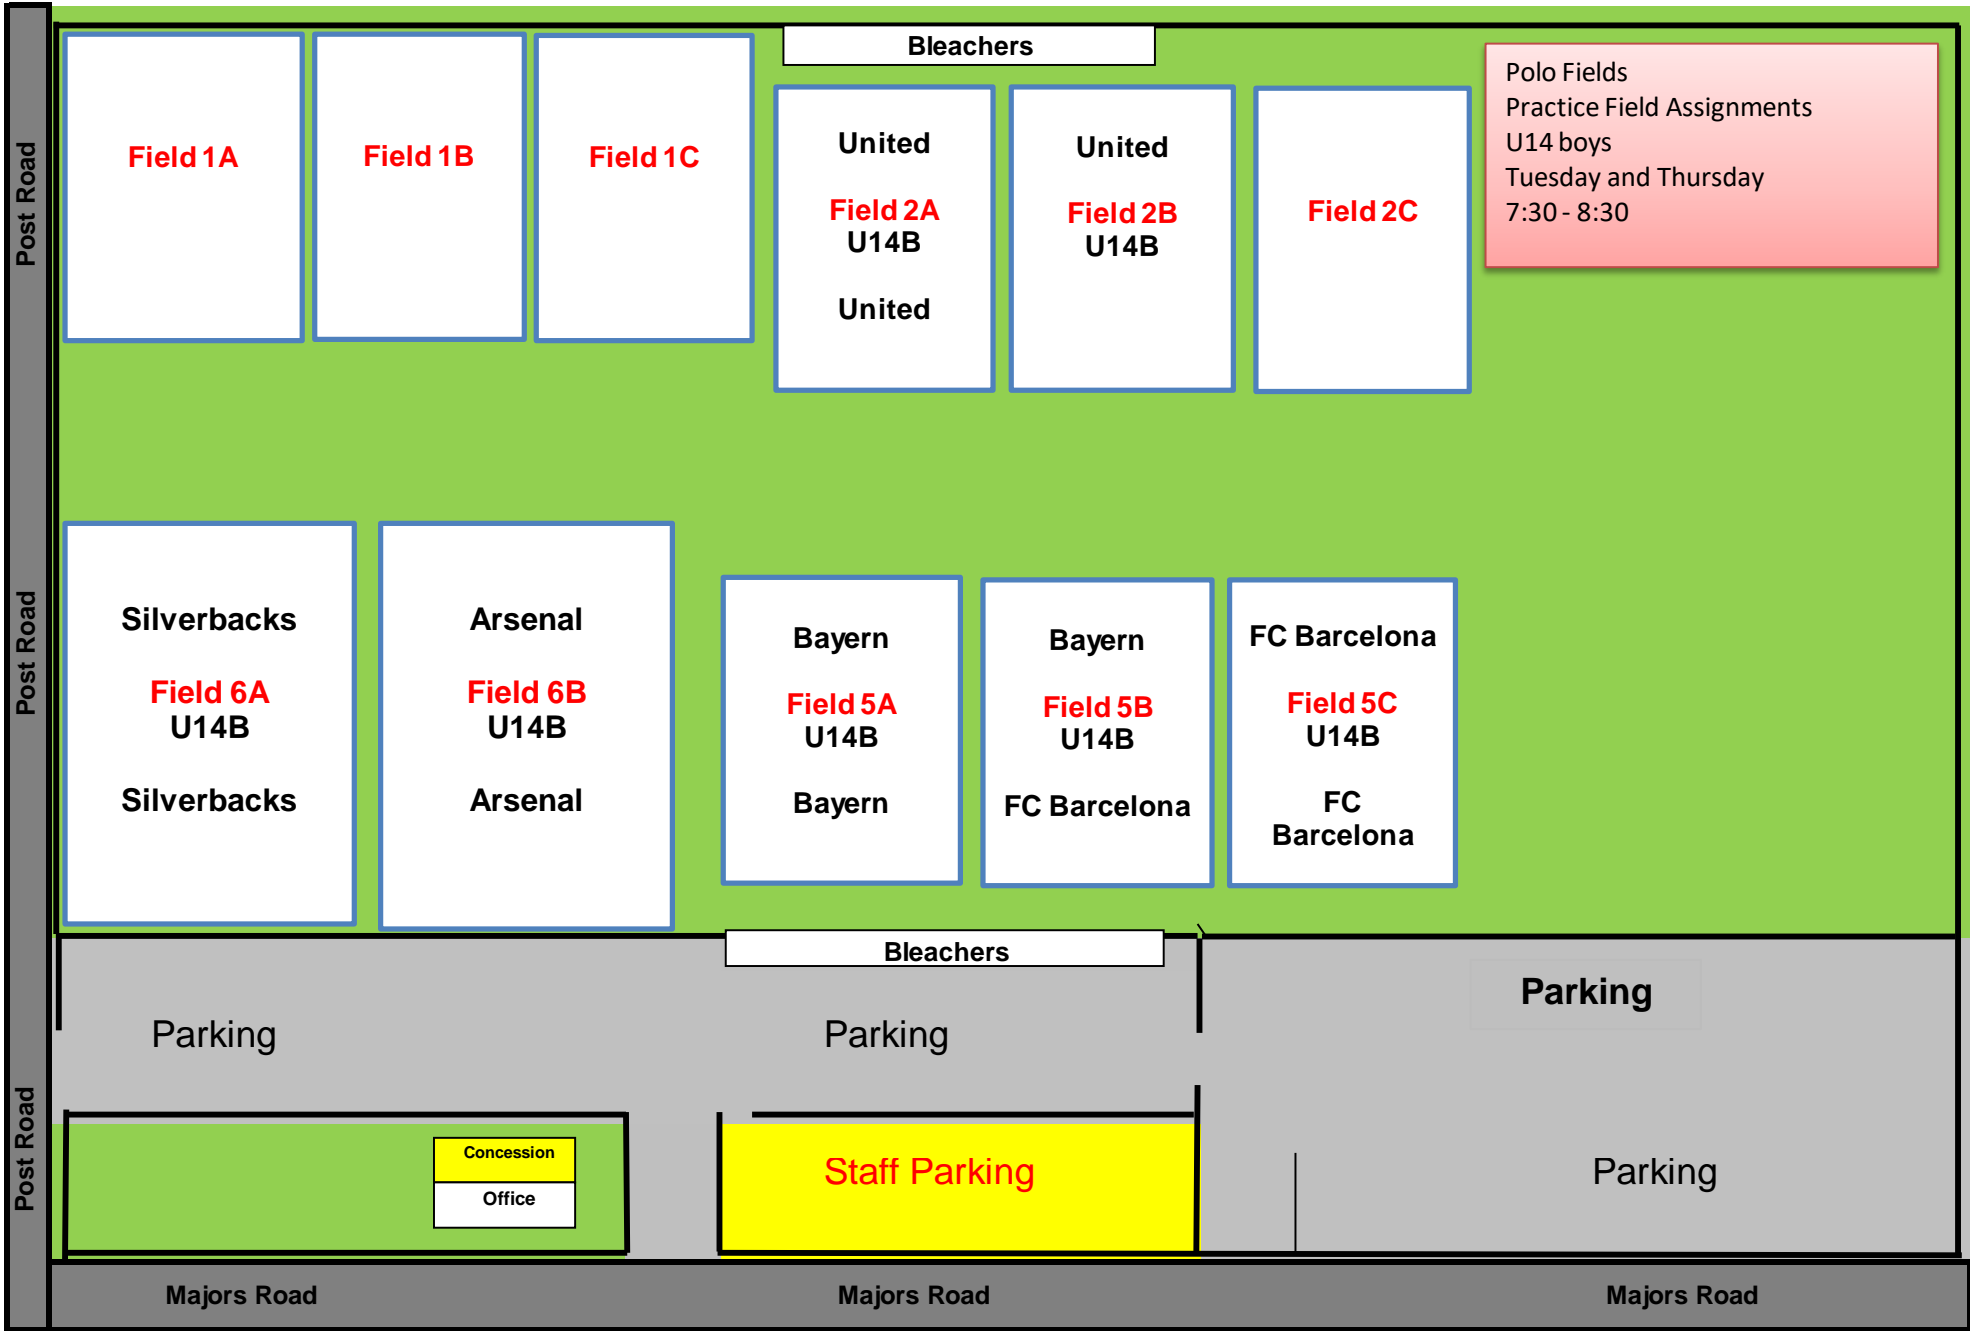 Bleachers
Polo Fields
Practice Field Assignments
U14 boys
Tuesday and Thursday
7:30 - 8:30
Post Road
Field 1A
Field 1B
Field 1C
United
Field 2A
U14B
United
United
Field 2B
U14B
Field 2C
Post Road
Silverbacks
Field 6A
U14B
Silverbacks
Arsenal
Field 6B
U14B
Arsenal
Bayern
Field 5A
U14B
Bayern
Bayern
Field 5B
U14B
FC Barcelona
FC Barcelona
Field 5C
U14B
FC
Barcelona
Bleachers
Parking
Parking
Parking
Post Road
Concession
Office
Staff Parking
Parking
Majors Road
Majors Road
Majors Road